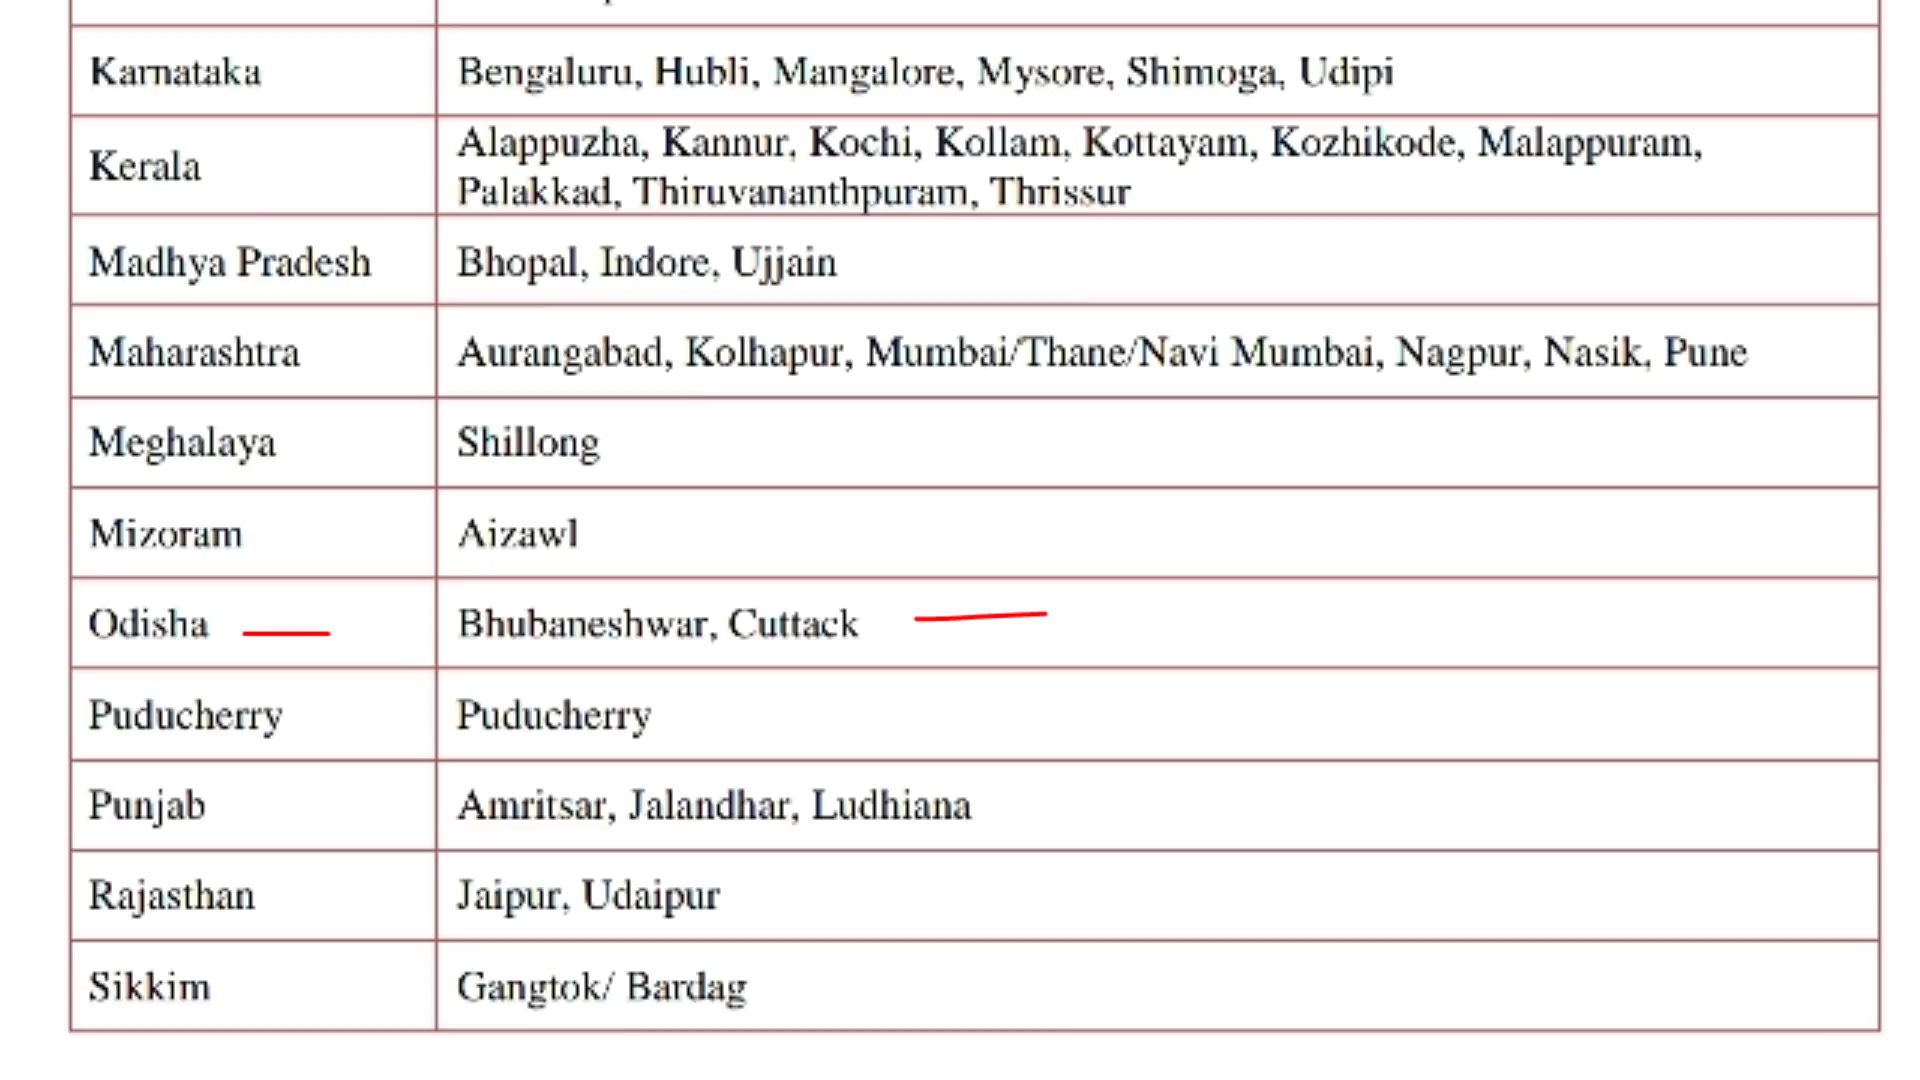 Karnataka
Bengaluru, Hubli, Mangalore, Mysore, Shimoga, Udipi
Kerala
Alappuzha, Kannur, Kochi, Kollam, Kottayam, Kozhikode, Malappuram,
Palakkad, Thiruvananthpuram, Thrissur
Madhya Pradesh
Bhopal, Indore, Ujjain
Maharashtra
Aurangabad, Kolhapur, Mumbai/Thane/Navi Mumbai, Nagpur, Nasik, Pune
Meghalaya
Shillong
Mizoram
Aizawl
Odisha
Bhubaneshwar, Cuttack
Puducherry
Puducherry
Punjab
Amritsar, Jalandhar, Ludhiana
Rajasthan
Jaipur, Udaipur
Sikkim
Gangtok/ Bardag